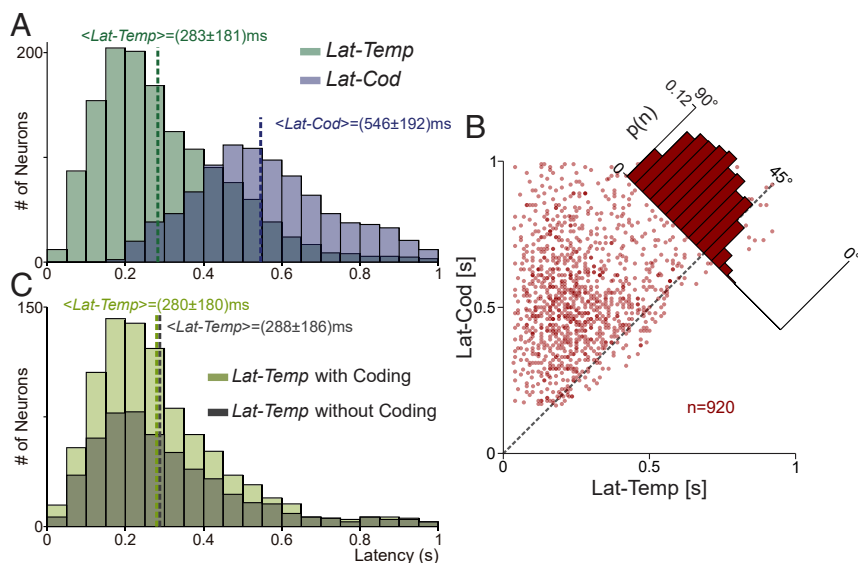 A
<Lat-Temp>=(283±181)ms
Lat-Temp
Lat-Cod
<Lat-Cod>=(546±192)ms
200
100
0
# of Neurons
0
0.2
0.4
0.6
0.8
1
C
<Lat-Temp>=(280±180)ms
<Lat-Temp>=(288±186)ms
Lat-Temp with Coding
Lat-Temp without Coding
150
0
# of Neurons
0
0.2
0.4
0.6
0.8
1
Latency (s)
B
p(n)
0
0.12
90°
45°
0°
1
0.5
0
Lat-Cod [s]
n=920
0
0.5
1
Lat-Temp [s]